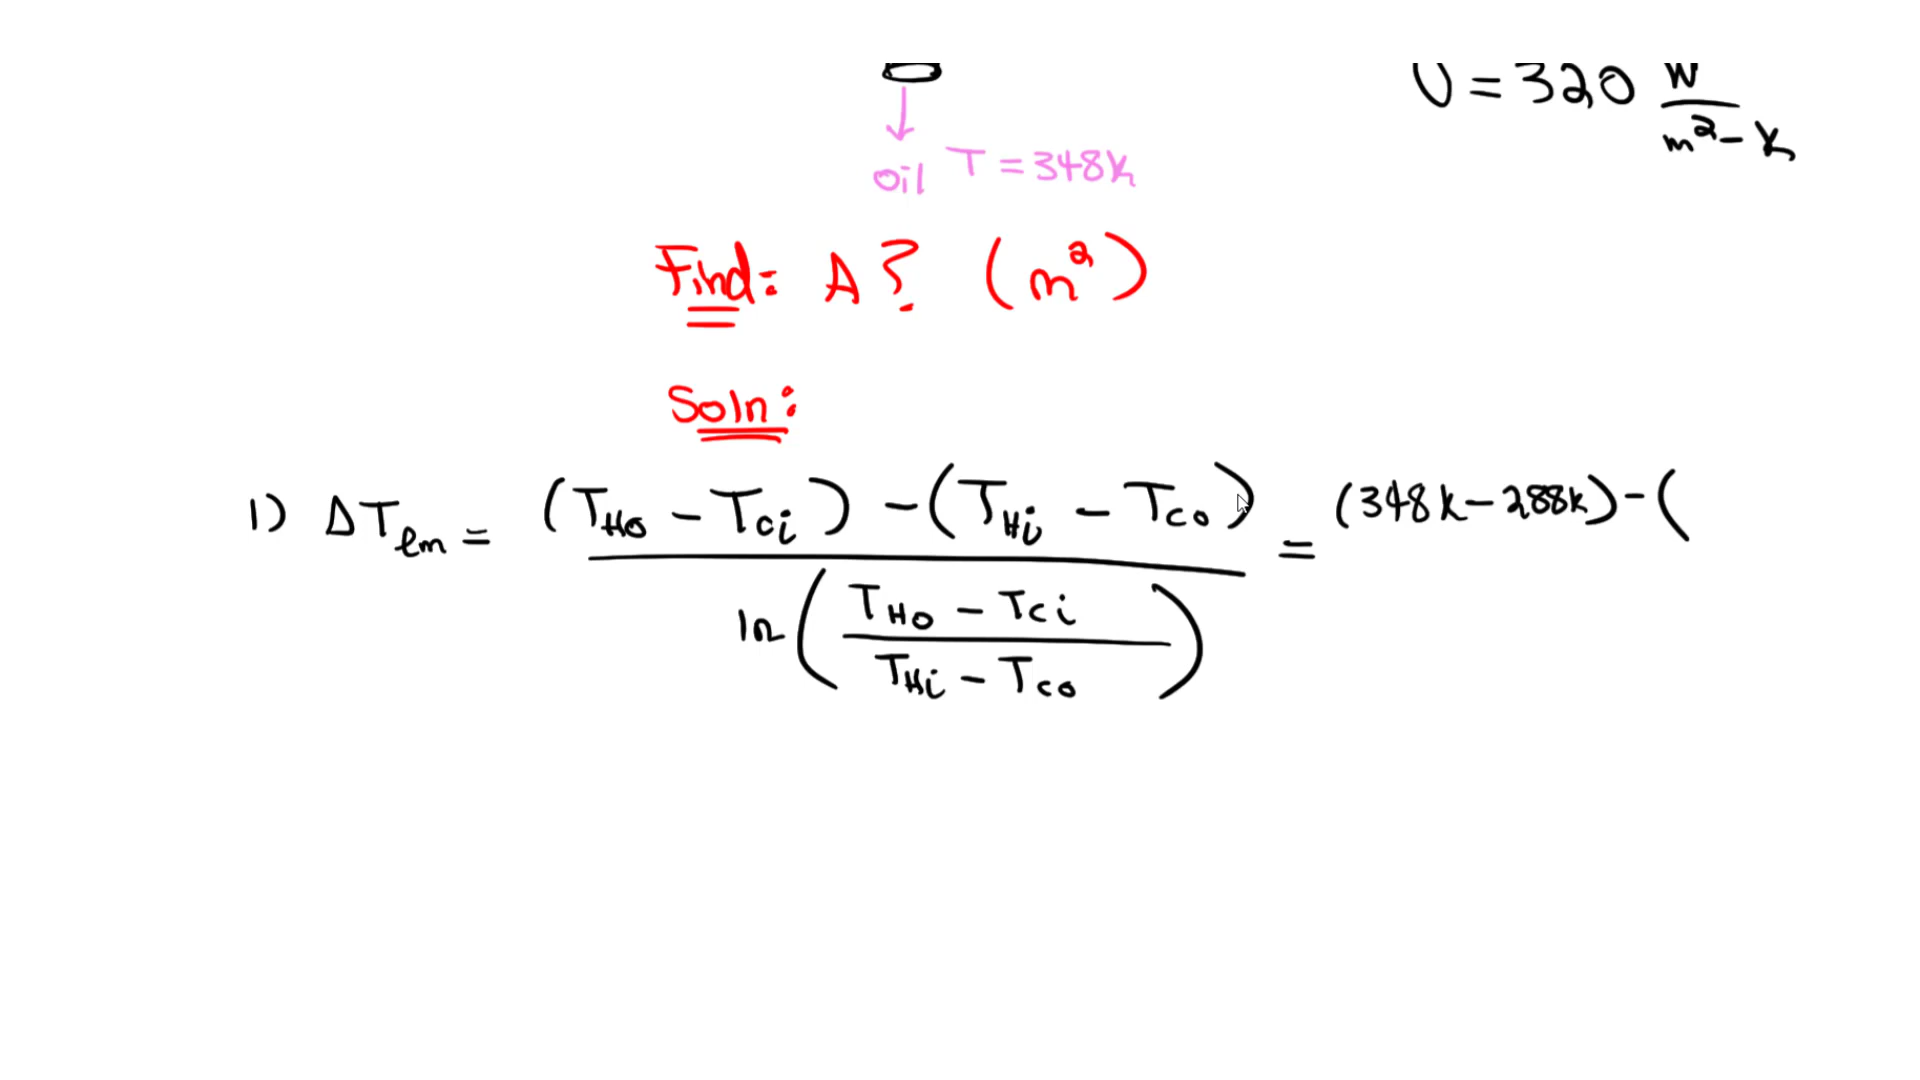 U = 320 W/m² - K
oil T = 348K
Find: A? (m²)
Soln:
1) ΔTlm = (THo - Tci) - (THi - Tco) / ln(THo - Tci / THi - Tco) = (348K - 288K) - (